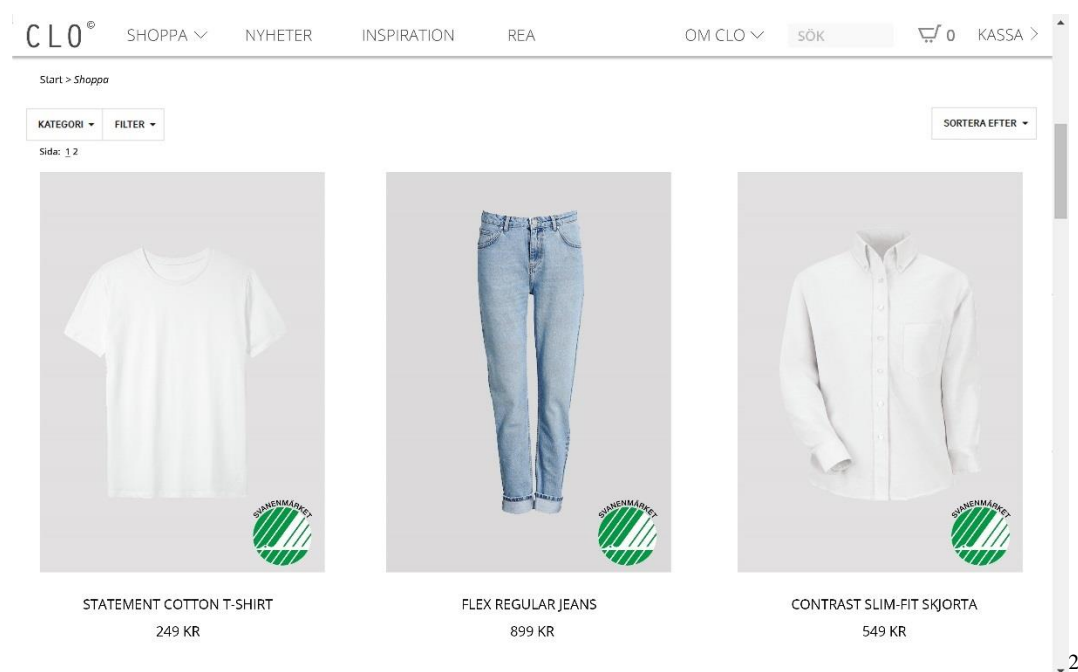 CLO©
SHOPPA NYHETER INSPIRATION REA OM CLO SÖK 0 KASSA
Start > Shoppa
KATEGORI FILTER SORTERA EFTER
Sida: 1 2
SVANENMÄRKET SVANENMÄRKET SVANENMÄRKET
STATEMENT COTTON T-SHIRT FLEX REGULAR JEANS CONTRAST SLIM-FIT SKJORTA
249 KR 899 KR 549 KR
2